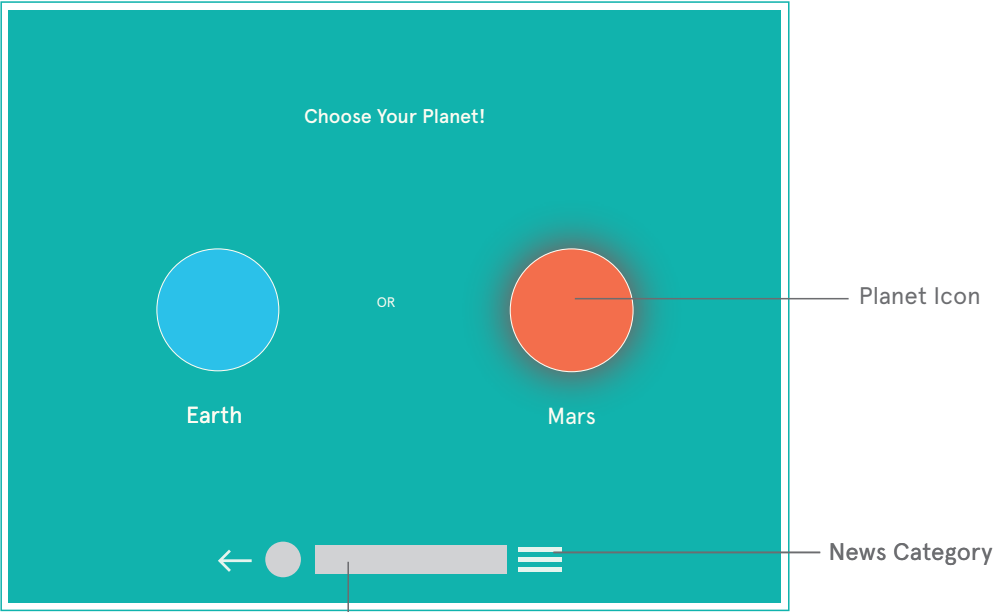 Choose Your Planet!
OR
Planet Icon
Earth
Mars
News Category